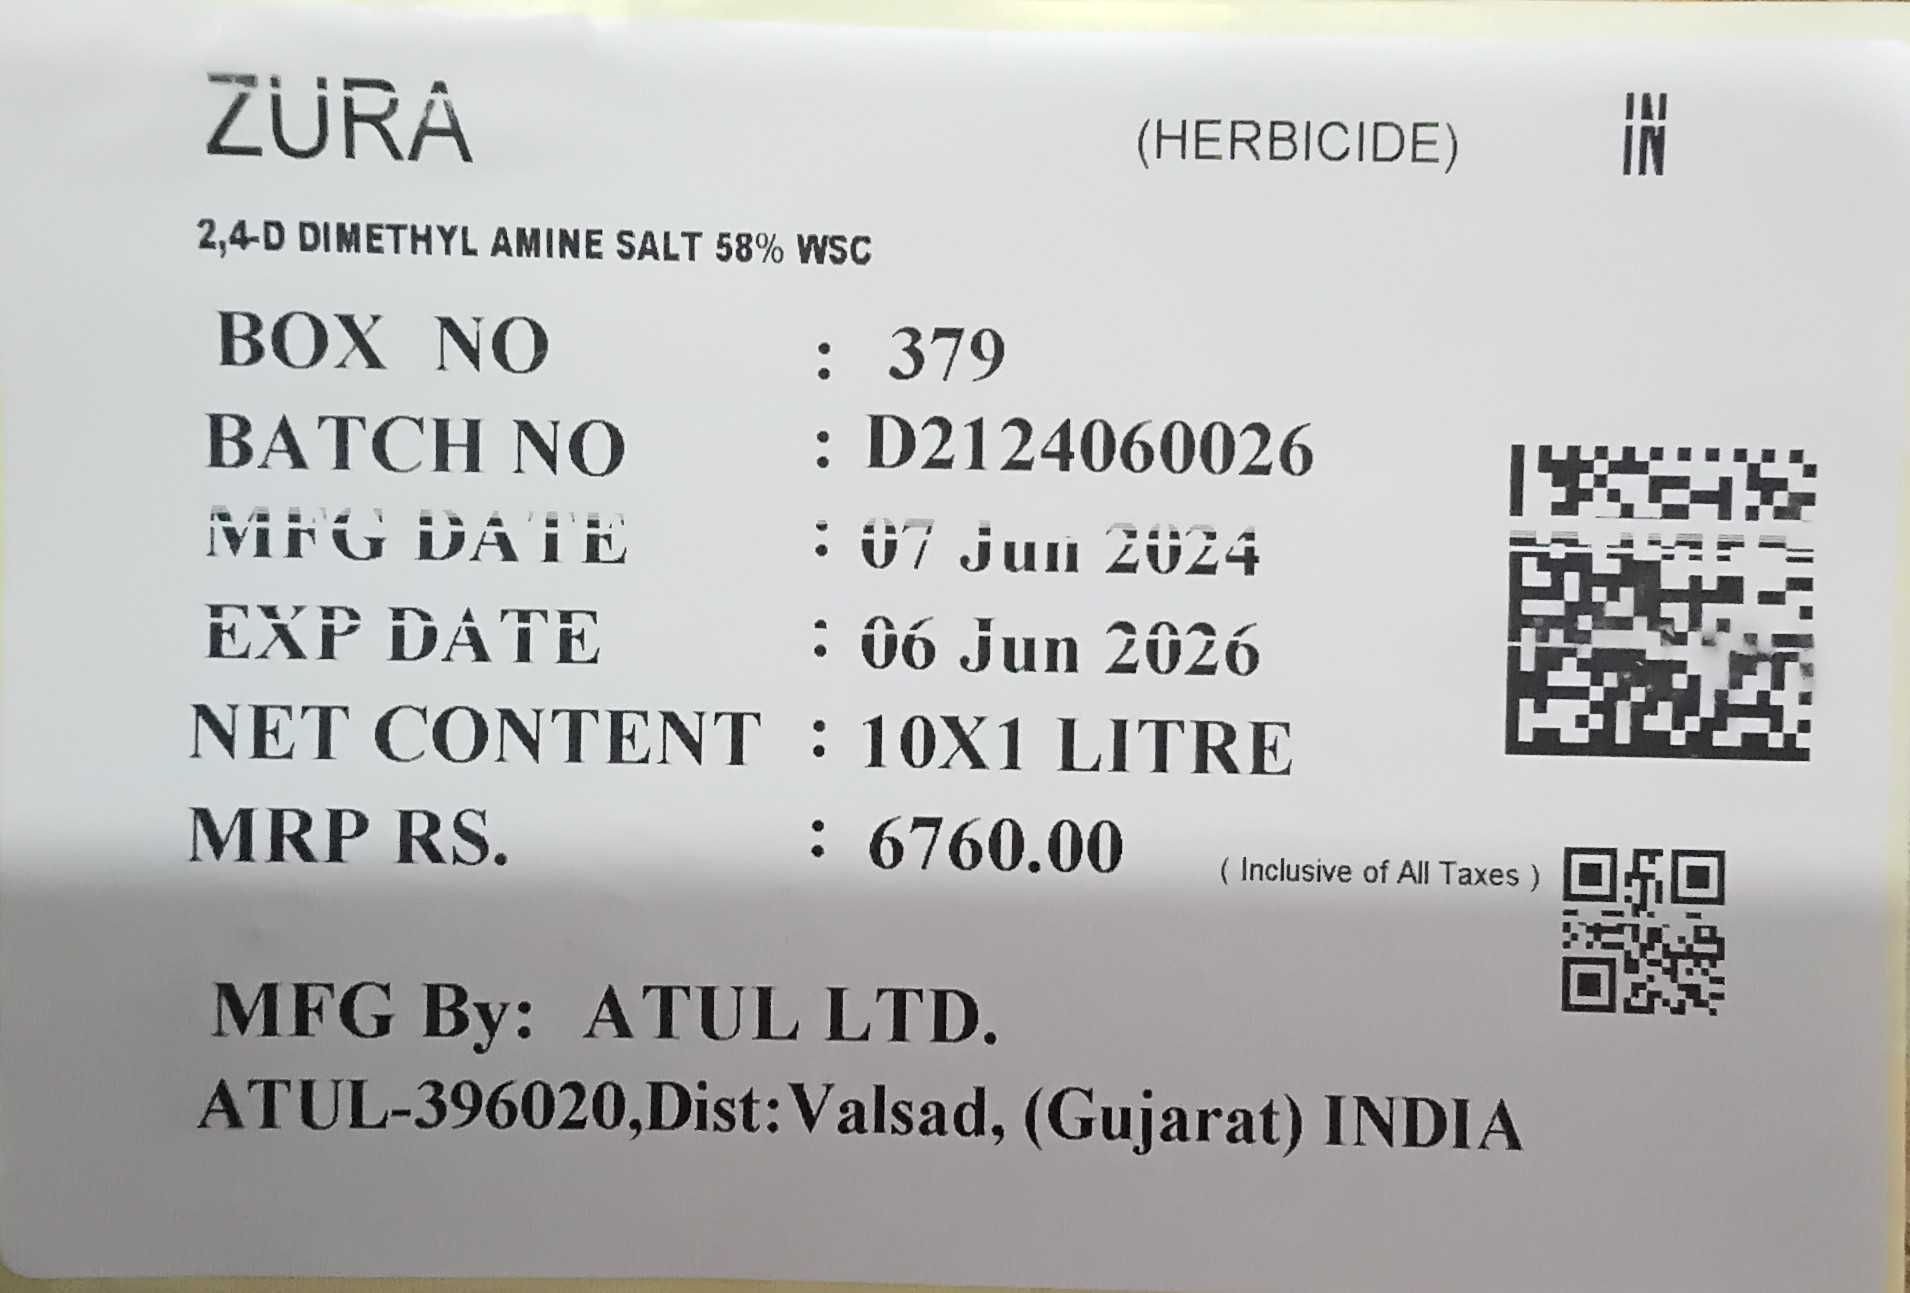 ZURA (HERBICIDE) IN
2,4-D DIMETHYL AMINE SALT 58% WSC
BOX NO : 379
BATCH NO : D2124060026
MFG DATE : 07 Jun 2024
EXP DATE : 06 Jun 2026
NET CONTENT : 10X1 LITRE
MRP RS. : 6760.00 ( Inclusive of All Taxes )
MFG By: ATUL LTD.
ATUL-396020,Dist:Valsad, (Gujarat) INDIA